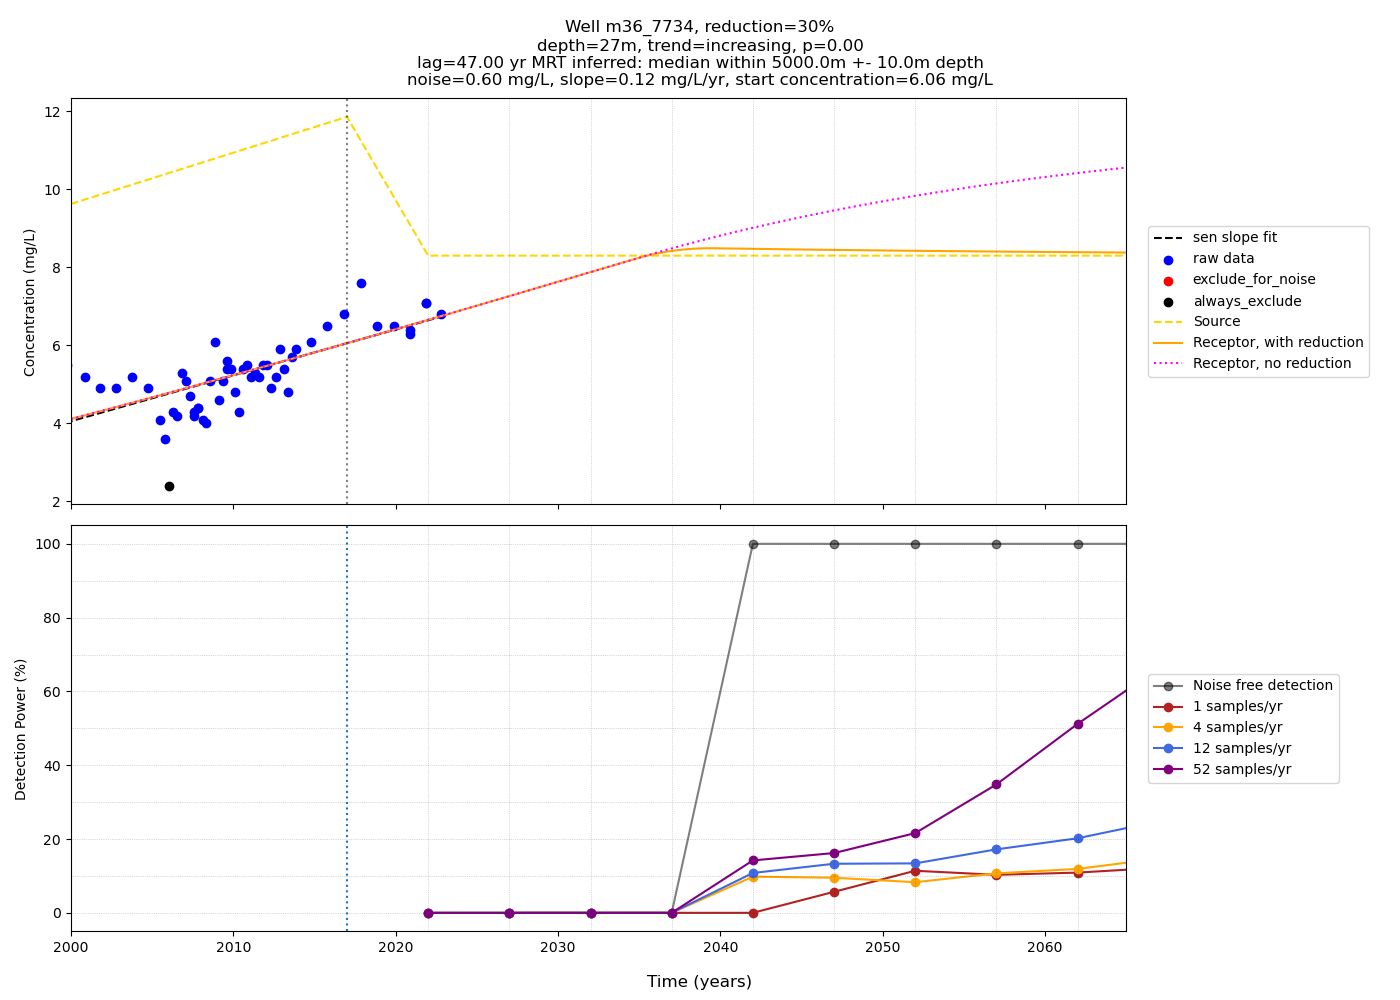 Well m36_7734, reduction=30%
depth=27m, trend=increasing, p=0.00
lag=47.00 yr MRT inferred: median within 5000.0m +- 10.0m depth
noise=0.60 mg/L, slope=0.12 mg/L/yr, start concentration=6.06 mg/L
12
10
8
6
4
2
Concentration (mg/L)
sen slope fit
raw data
exclude_for_noise
always_exclude
Source
Receptor, with reduction
Receptor, no reduction
100
80
60
40
20
0
Detection Power (%)
Noise free detection
1 samples/yr
4 samples/yr
12 samples/yr
52 samples/yr
2000 2010 2020 2030 2040 2050 2060
Time (years)